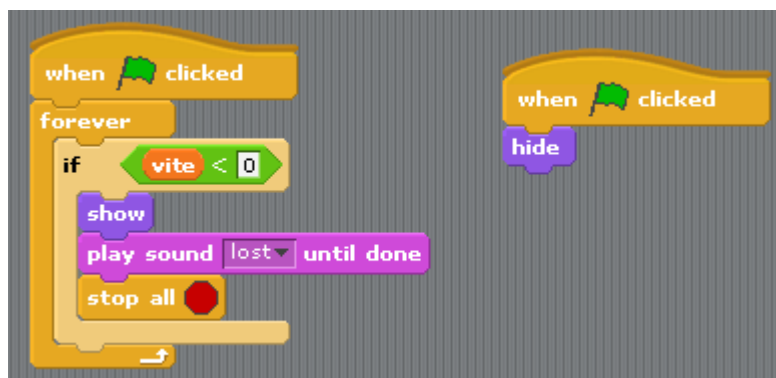 when clicked
forever
if vite < 0
show
play sound lost until done
stop all
when clicked
hide